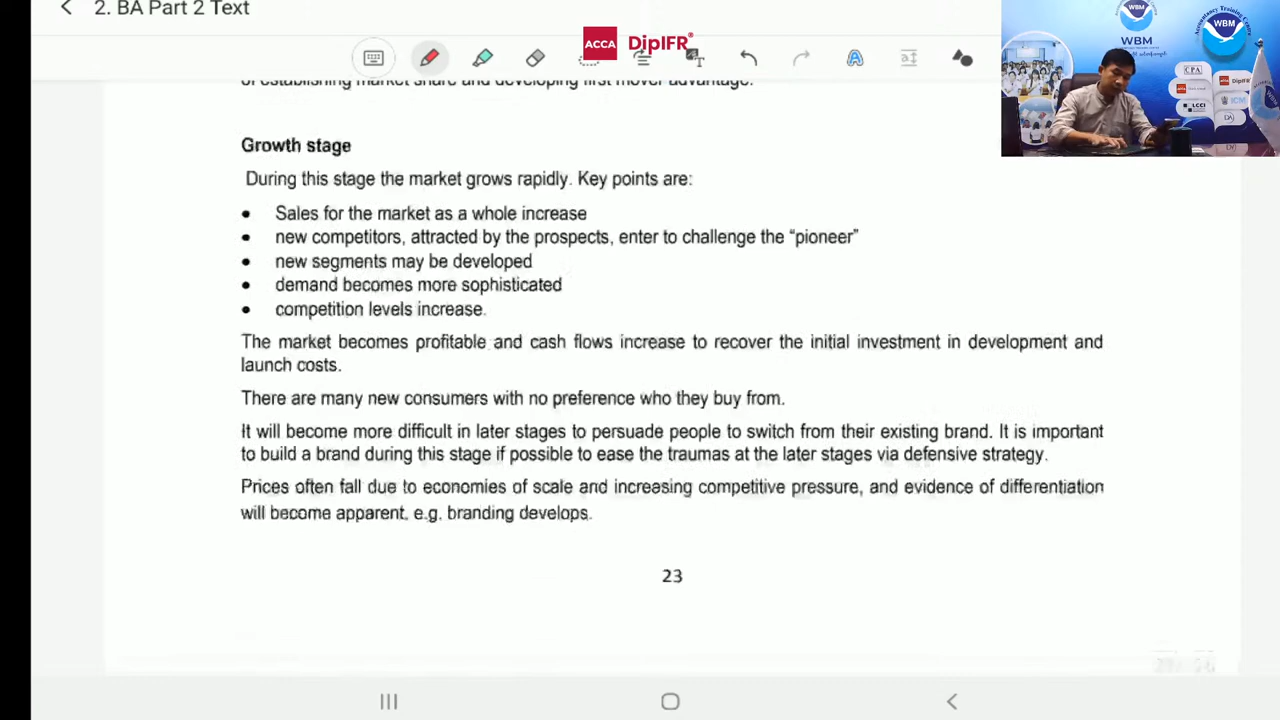 2. BA Part 2 Text
ACCA DipIFR®
of establishing market share and developing first mover advantage.
Growth stage
During this stage the market grows rapidly. Key points are:
• Sales for the market as a whole increase
• new competitors, attracted by the prospects, enter to challenge the “pioneer”
• new segments may be developed
• demand becomes more sophisticated
• competition levels increase.
The market becomes profitable and cash flows increase to recover the initial investment in development and
launch costs.
There are many new consumers with no preference who they buy from.
It will become more difficult in later stages to persuade people to switch from their existing brand. It is important
to build a brand during this stage if possible to ease the traumas at the later stages via defensive strategy.
Prices often fall due to economies of scale and increasing competitive pressure, and evidence of differentiation
will become apparent, e.g. branding develops.
23
WBM
WBM
WBM
CPA
DipIFR
LCCI
ICM
DA